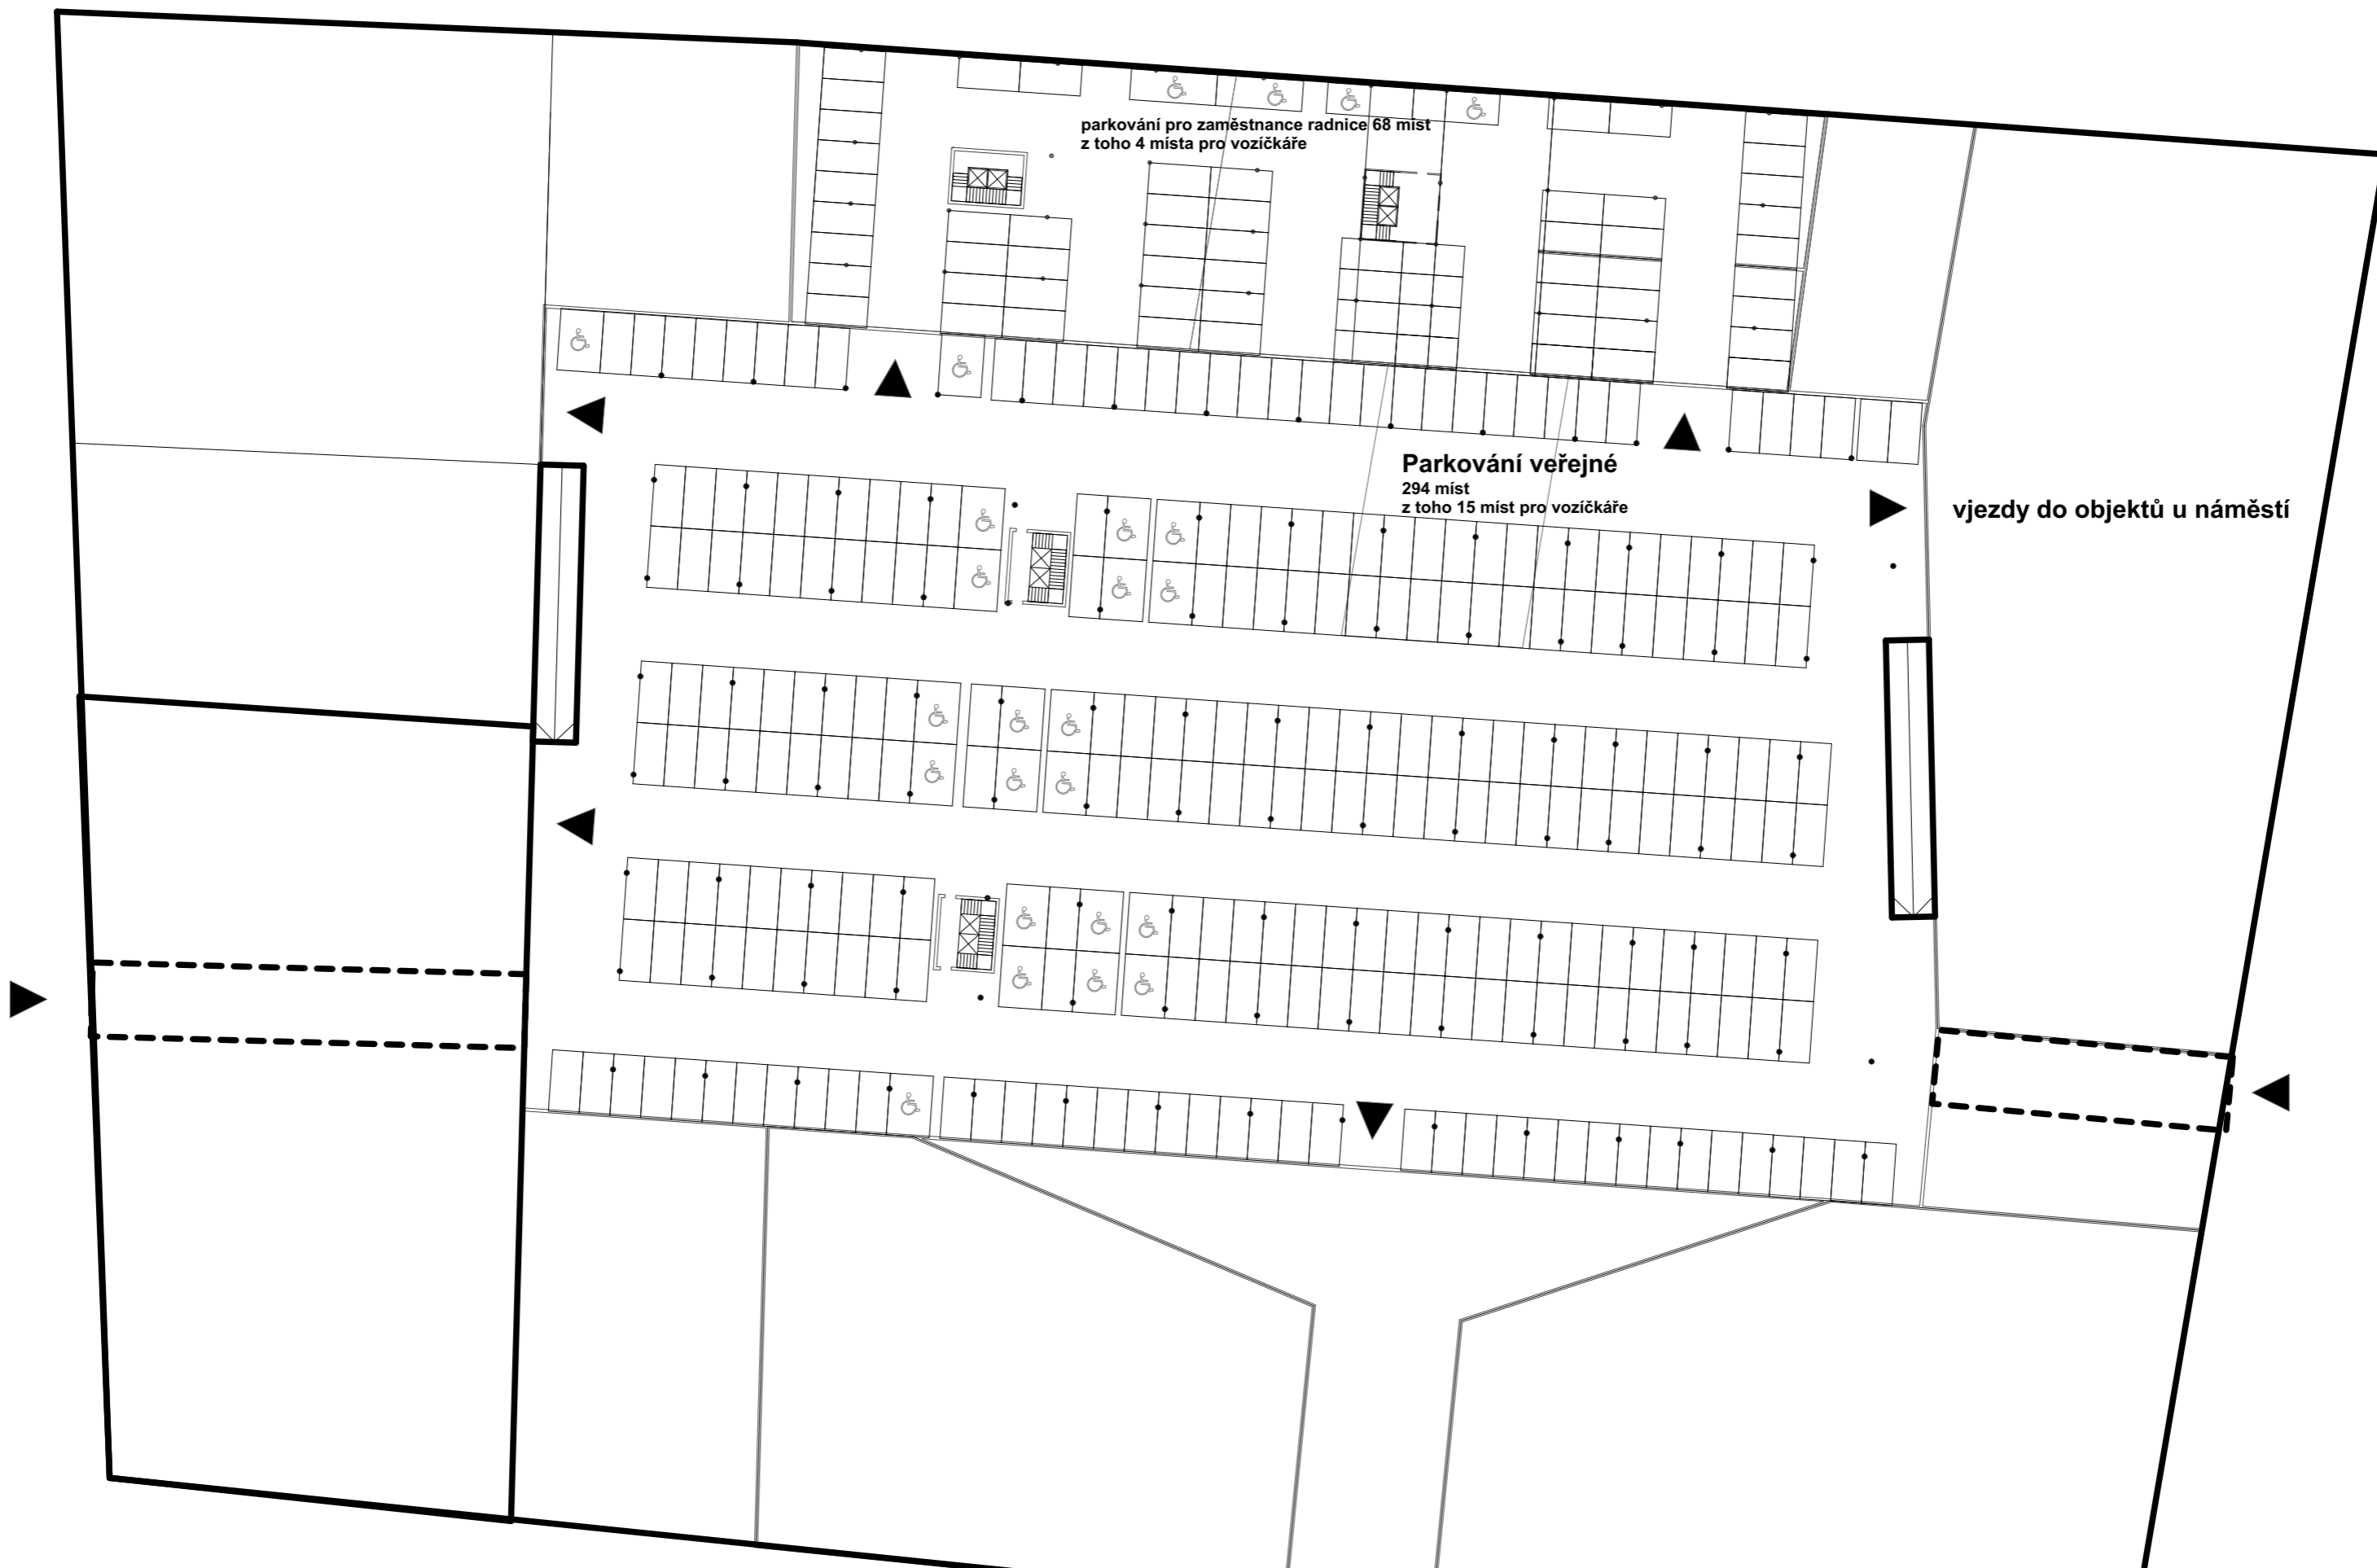 parkování pro zaměstnance radnice 68 míst
z toho 4 místa pro vozíčkáře
Parkování veřejné
294 míst
z toho 15 míst pro vozíčkáře
vjezdy do objektů u náměstí